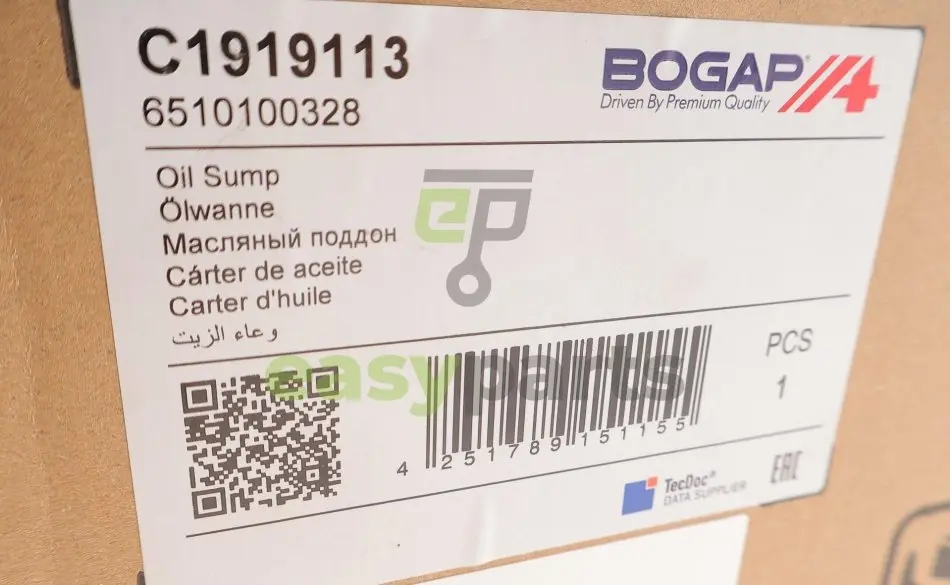 C1919113
6510100328
BOGAP
Driven By Premium Quality
Oil Sump
Ölwanne
Масляный поддон
Cárter de aceite
Carter d'huile
وعاء الزيت
ep
easyparts
PCS
1
4 251789 151155
TecDoc®
DATA SUPPLIER
EAC